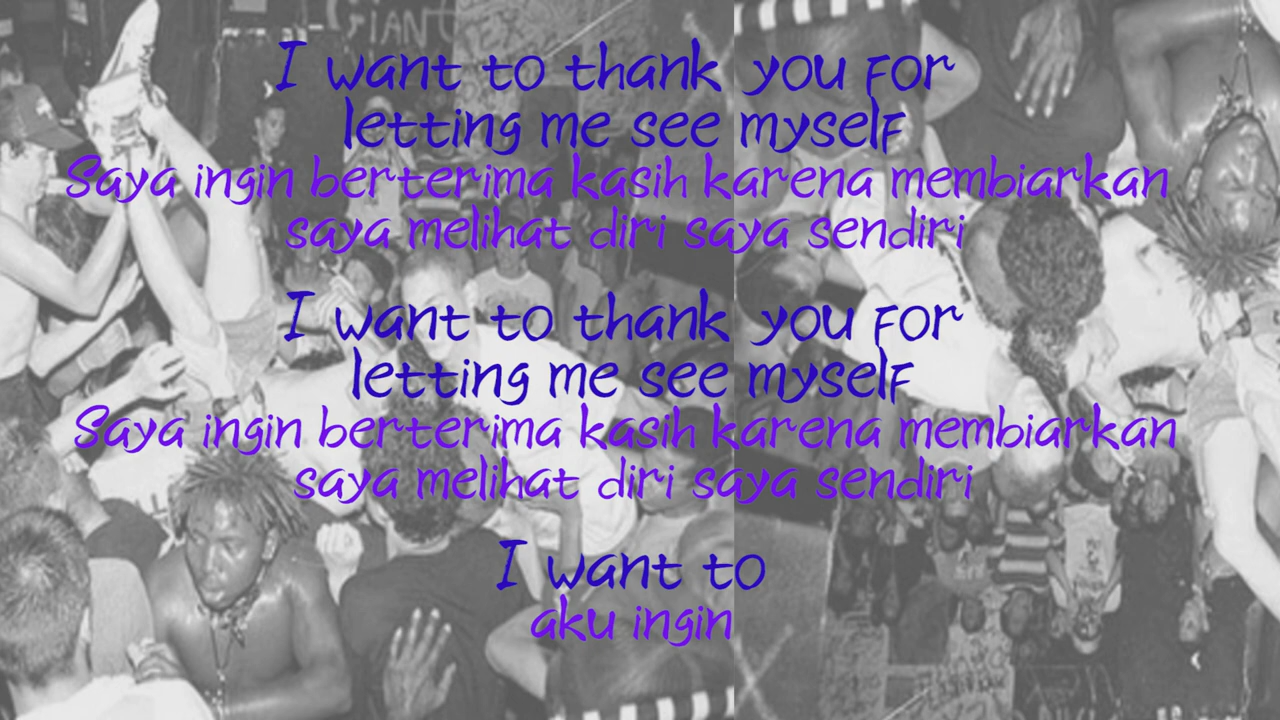 GIANT
I want to thank you for
letting me see myself
Saya ingin berterima kasih karena membiarkan
saya melihat diri saya sendiri
I want to thank you for
letting me see myself
Saya ingin berterima kasih karena membiarkan
saya melihat diri saya sendiri
I want to
aku ingin